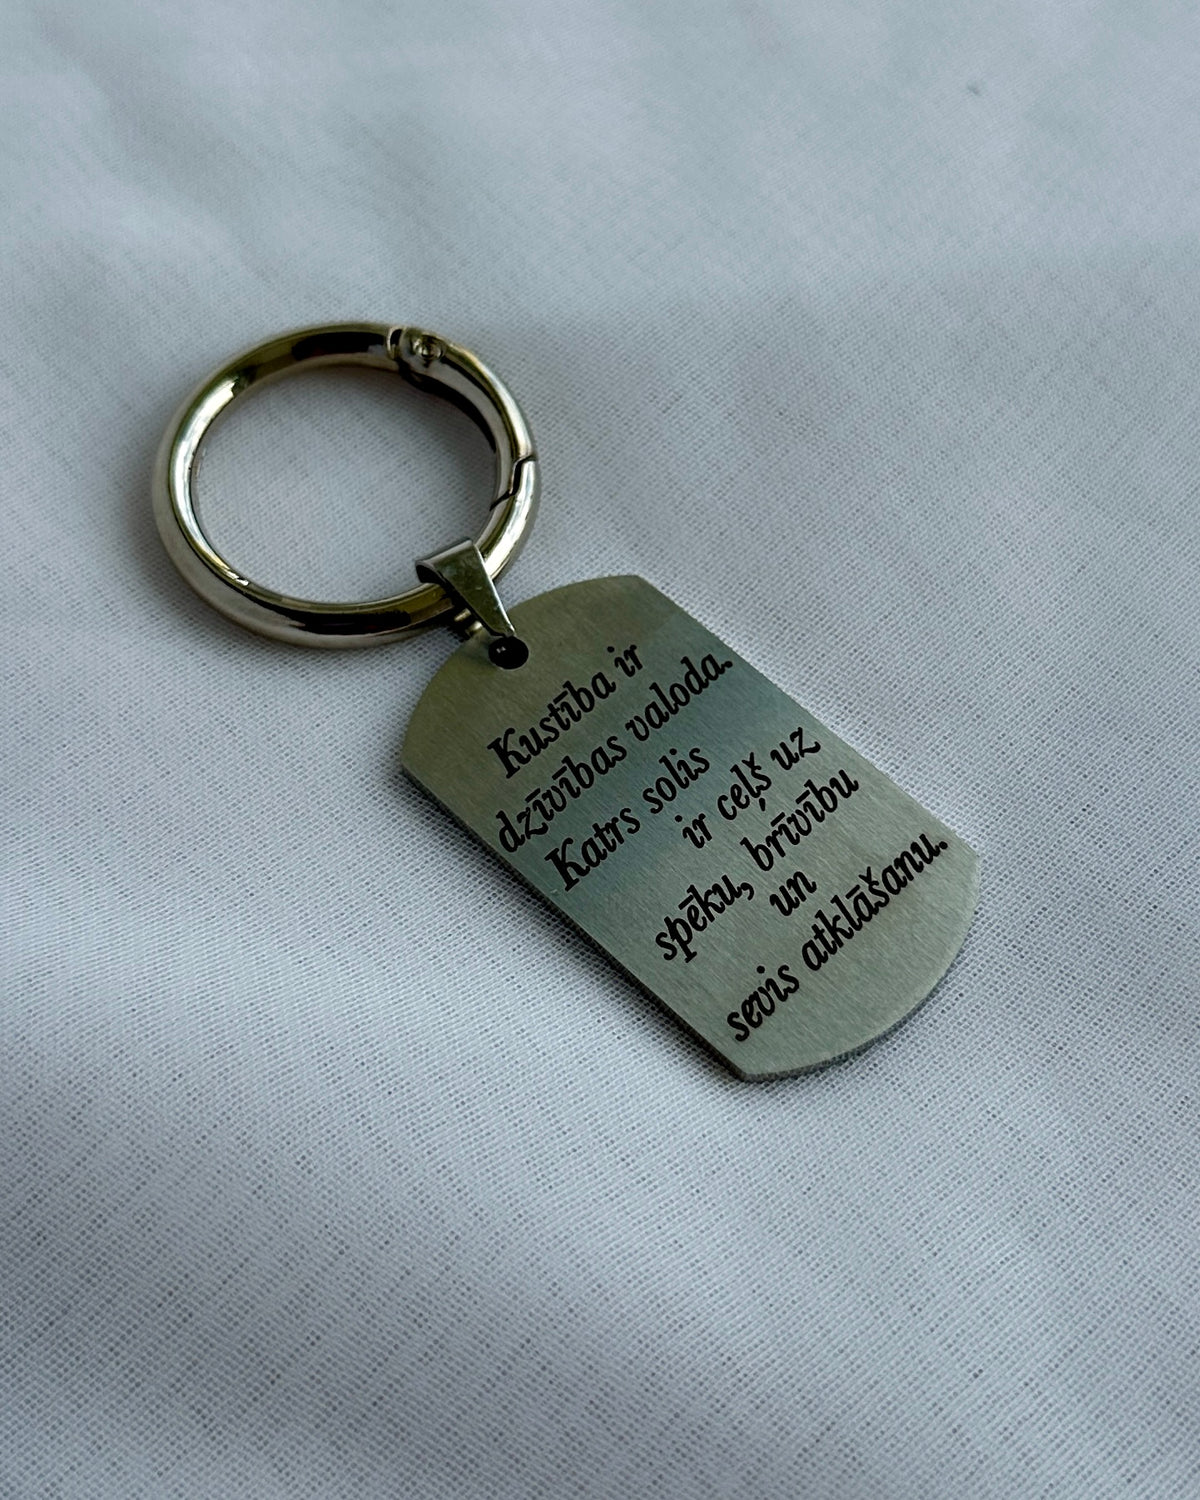 Kustība ir
dzīvības valoda.
Katrs solis
ir ceļš uz
spēku, brīvību
un
sevis atklāšanu.